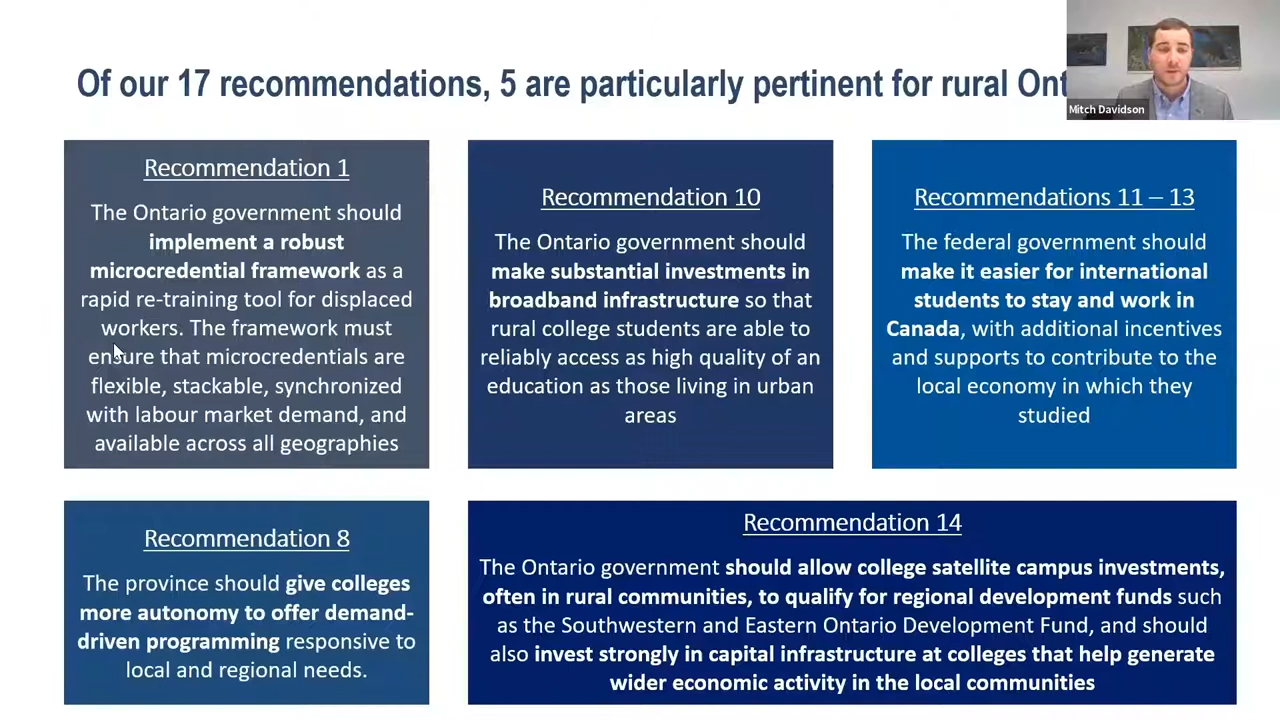 Of our 17 recommendations, 5 are particularly pertinent for rural Ont
Mitch Davidson
Recommendation 1
The Ontario government should
implement a robust
microcredential framework as a
rapid re-training tool for displaced
workers. The framework must
ensure that microcredentials are
flexible, stackable, synchronized
with labour market demand, and
available across all geographies
Recommendation 10
The Ontario government should
make substantial investments in
broadband infrastructure so that
rural college students are able to
reliably access as high quality of an
education as those living in urban
areas
Recommendations 11 – 13
The federal government should
make it easier for international
students to stay and work in
Canada, with additional incentives
and supports to contribute to the
local economy in which they
studied
Recommendation 8
The province should give colleges
more autonomy to offer demand-
driven programming responsive to
local and regional needs.
Recommendation 14
The Ontario government should allow college satellite campus investments,
often in rural communities, to qualify for regional development funds such
as the Southwestern and Eastern Ontario Development Fund, and should
also invest strongly in capital infrastructure at colleges that help generate
wider economic activity in the local communities